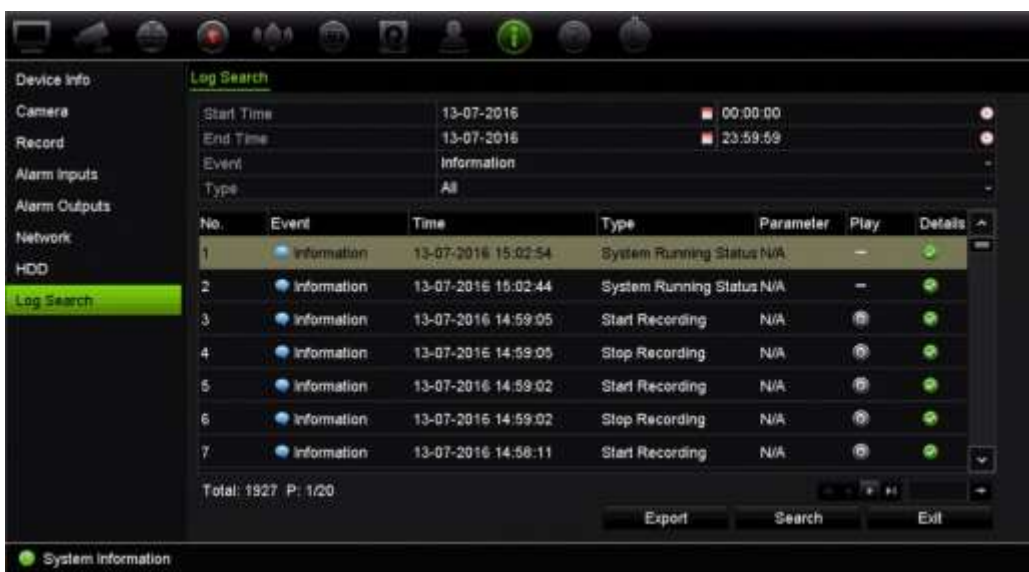 Device Info
Camera
Record
Alarm Inputs
Alarm Outputs
Network
HDD
Log Search
Log Search
Start Time 13-07-2016 00:00:00
End Time 13-07-2016 23:59:59
Event Information
Type All
No. Event Time Type Parameter Play Details
1 Information 13-07-2016 15:02:54 System Running Status N/A
2 Information 13-07-2016 15:02:44 System Running Status N/A
3 Information 13-07-2016 14:59:05 Start Recording N/A
4 Information 13-07-2016 14:59:05 Stop Recording N/A
5 Information 13-07-2016 14:59:02 Start Recording N/A
6 Information 13-07-2016 14:59:02 Stop Recording N/A
7 Information 13-07-2016 14:58:11 Start Recording N/A
Total: 1927 P: 1/20
Export Search Exit
System Information